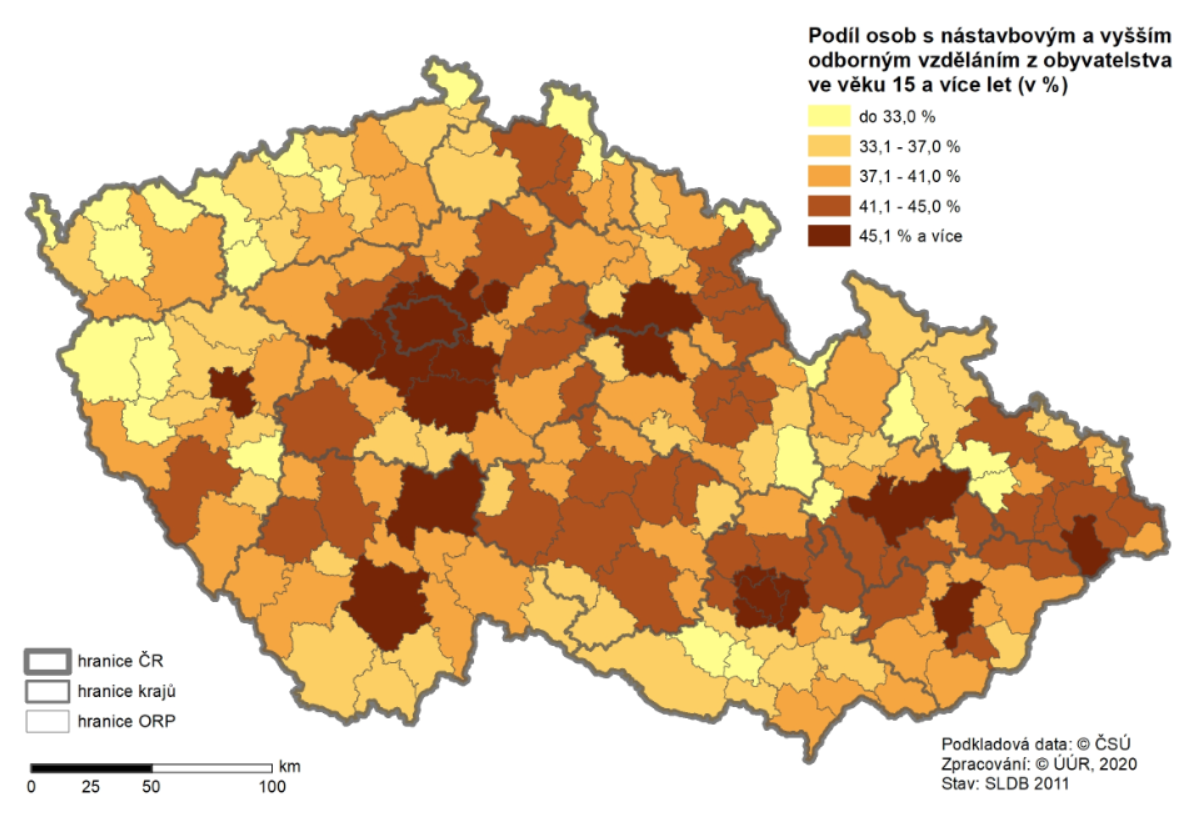 Podíl osob s nástavbovým a vyšším
odborným vzděláním z obyvatelstva
ve věku 15 a více let (v %)
do 33,0 %
33,1 - 37,0 %
37,1 - 41,0 %
41,1 - 45,0 %
45,1 % a více
hranice ČR
hranice krajů
hranice ORP
km
0 25 50 100
Podkladová data: © ČSÚ
Zpracování: © ÚÚR, 2020
Stav: SLDB 2011